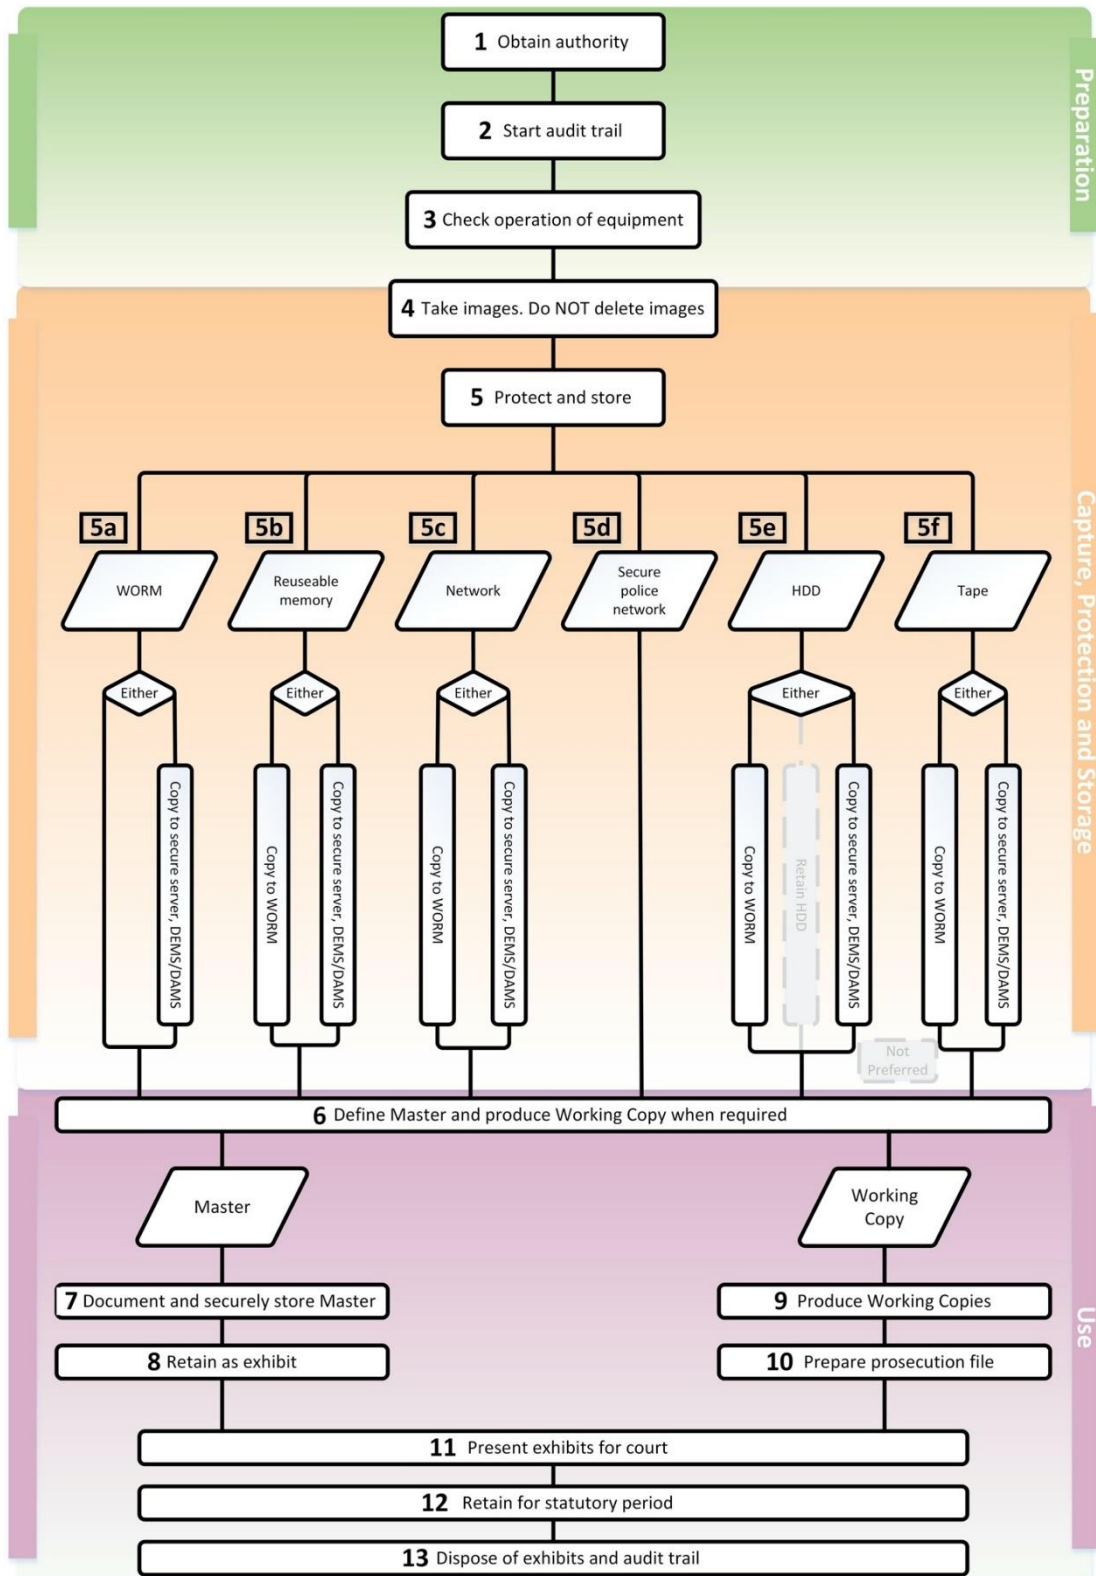 Preparation
1 Obtain authority
2 Start audit trail
3 Check operation of equipment
Capture, Protection and Storage
4 Take images. Do NOT delete images
5 Protect and store
5a
5b
5c
5d
5e
5f
WORM
Reuseable
memory
Network
Secure
police
network
HDD
Tape
Either
Either
Either
Either
Either
Copy to secure server, DEMS/DAMS
Copy to WORM
Copy to secure server, DEMS/DAMS
Copy to WORM
Copy to secure server, DEMS/DAMS
Copy to WORM
Retain HDD
Copy to secure server, DEMS/DAMS
Copy to WORM
Copy to secure server, DEMS/DAMS
Not
Preferred
Use
6 Define Master and produce Working Copy when required
Master
Working
Copy
7 Document and securely store Master
9 Produce Working Copies
8 Retain as exhibit
10 Prepare prosecution file
11 Present exhibits for court
12 Retain for statutory period
13 Dispose of exhibits and audit trail